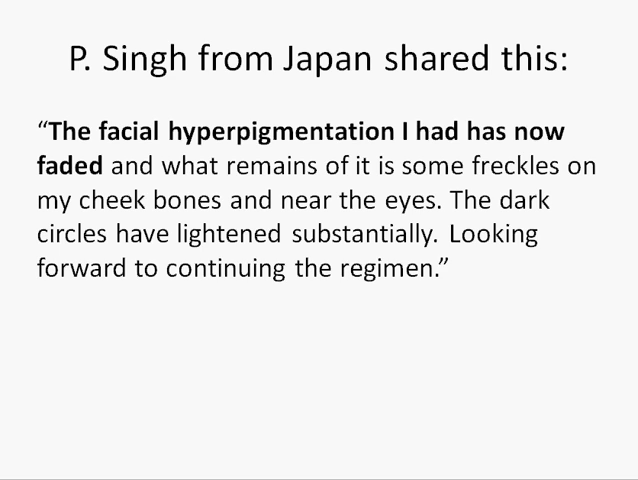 P. Singh from Japan shared this:
“The facial hyperpigmentation I had has now
faded and what remains of it is some freckles on
my cheek bones and near the eyes. The dark
circles have lightened substantially. Looking
forward to continuing the regimen.”